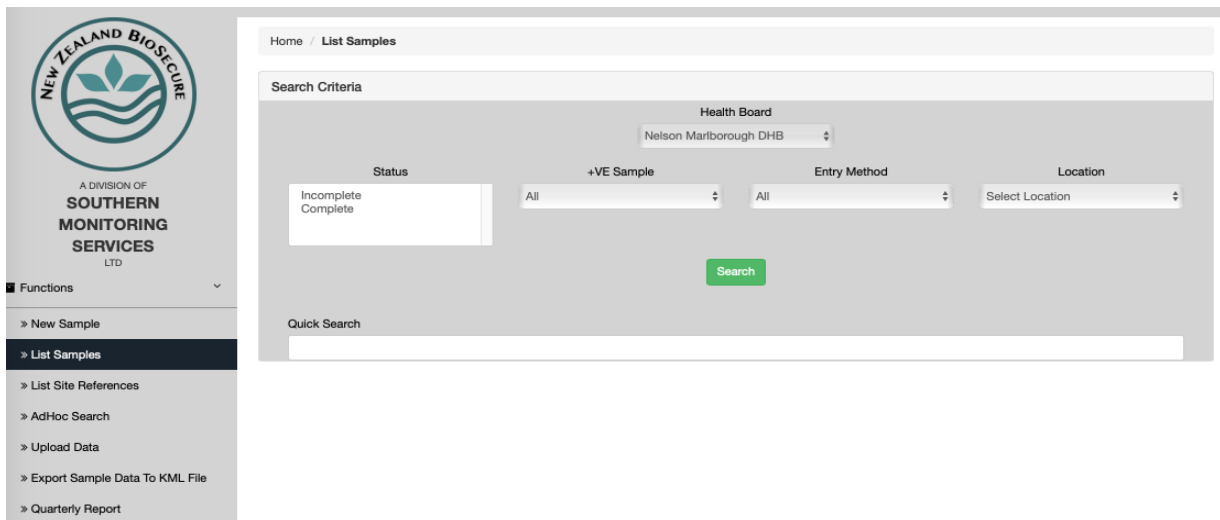 NEW ZEALAND BIOSECURE
A DIVISION OF
SOUTHERN
MONITORING
SERVICES
LTD
Functions
» New Sample
» List Samples
» List Site References
» AdHoc Search
» Upload Data
» Export Sample Data To KML File
» Quarterly Report
Home / List Samples
Search Criteria
Health Board
Nelson Marlborough DHB
Status +VE Sample Entry Method Location
Incomplete All All Select Location
Complete
Search
Quick Search